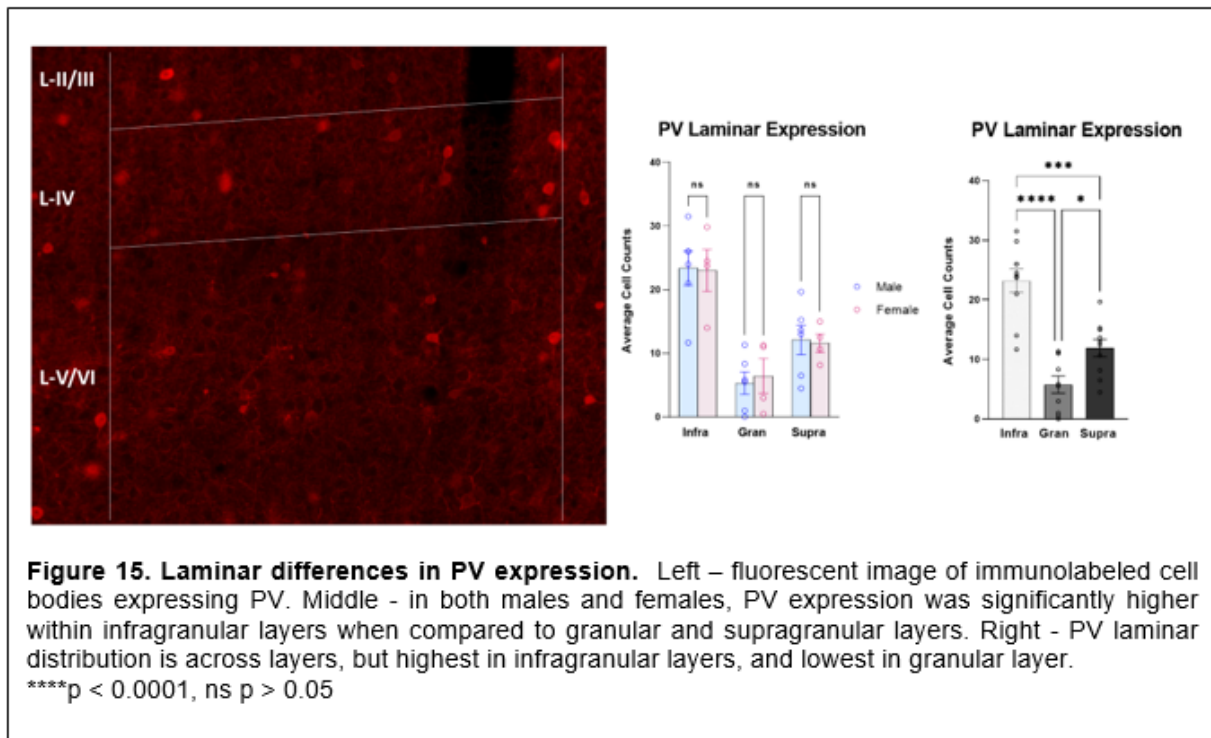 L-II/III
L-IV
L-V/VI
PV Laminar Expression
Average Cell Counts
40
30
20
10
0
ns
ns
ns
Infra
Gran
Supra
Male
Female
PV Laminar Expression
Average Cell Counts
40
30
20
10
0
***
****
*
Infra
Gran
Supra
Figure 15. Laminar differences in PV expression. Left – fluorescent image of immunolabeled cell
bodies expressing PV. Middle - in both males and females, PV expression was significantly higher
within infragranular layers when compared to granular and supragranular layers. Right - PV laminar
distribution is across layers, but highest in infragranular layers, and lowest in granular layer.
****p < 0.0001, ns p > 0.05